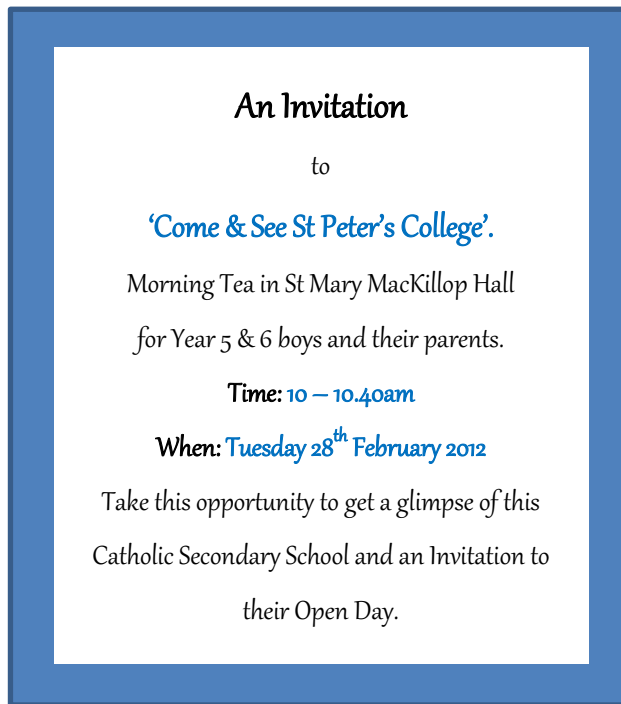 An Invitation
to
‘Come & See St Peter’s College’.
Morning Tea in St Mary MacKillop Hall
for Year 5 & 6 boys and their parents.
Time: 10 – 10.40am
When: Tuesday 28th February 2012
Take this opportunity to get a glimpse of this
Catholic Secondary School and an Invitation to
their Open Day.